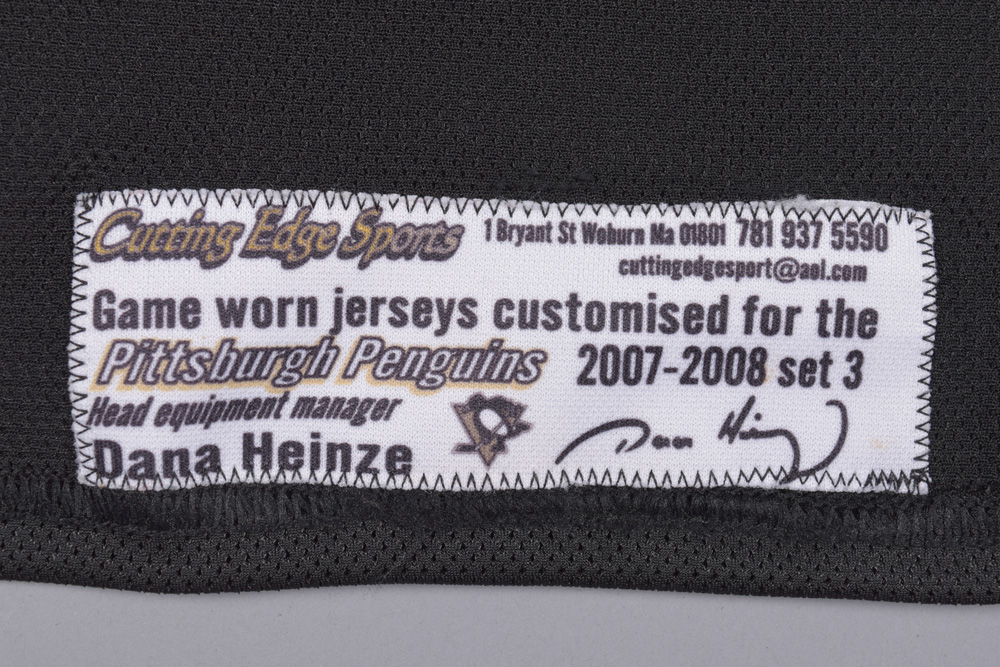 Cutting Edge Sports 1 Bryant St Woburn Ma 01801 781 937 5590
cuttingedgesport@aol.com
Game worn jerseys customised for the
Pittsburgh Penguins 2007-2008 set 3
Head equipment manager
Dana Heinze